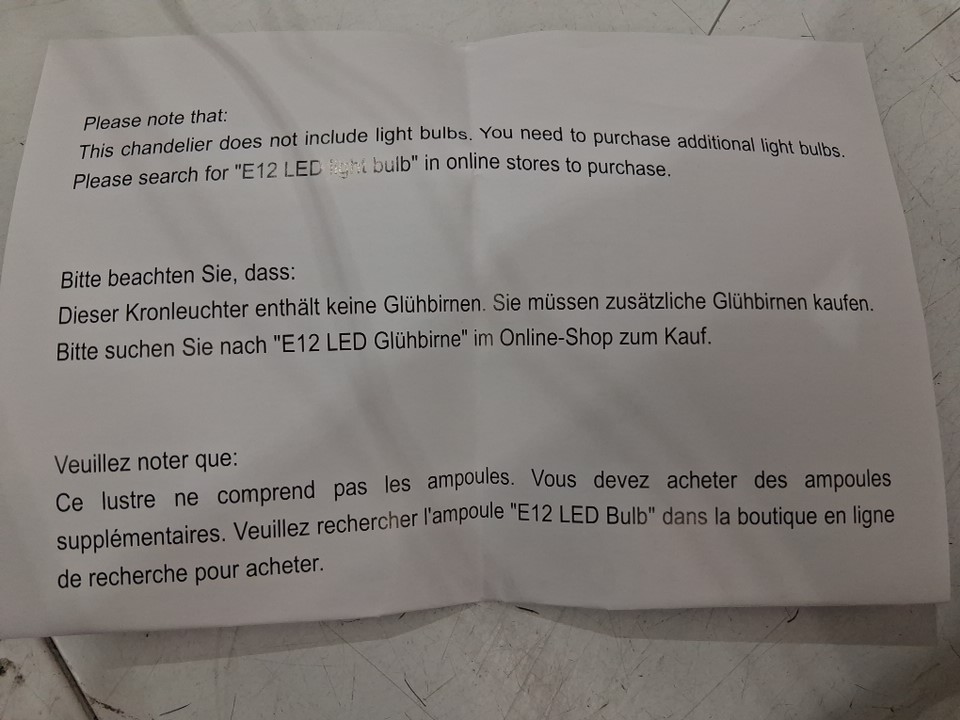 Please note that:
This chandelier does not include light bulbs. You need to purchase additional light bulbs.
Please search for "E12 LED light bulb" in online stores to purchase.
Bitte beachten Sie, dass:
Dieser Kronleuchter enthält keine Glühbirnen. Sie müssen zusätzliche Glühbirnen kaufen.
Bitte suchen Sie nach "E12 LED Glühbirne" im Online-Shop zum Kauf.
Veuillez noter que:
Ce lustre ne comprend pas les ampoules. Vous devez acheter des ampoules
supplémentaires. Veuillez rechercher l'ampoule "E12 LED Bulb" dans la boutique en ligne
de recherche pour acheter.